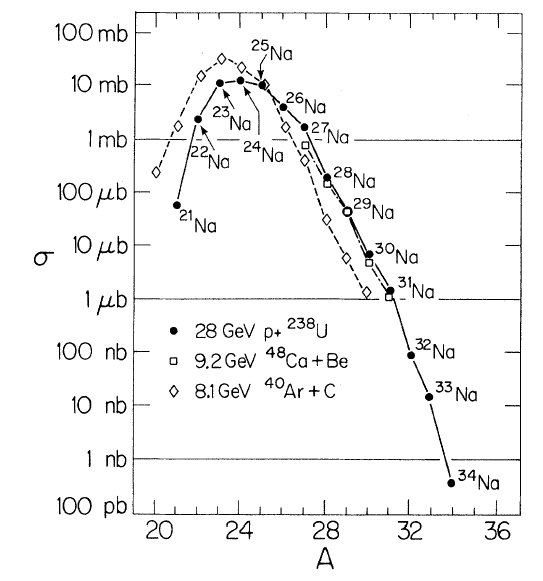 100 mb
10 mb
1 mb
100 μb
10 μb
1 μb
100 nb
10 nb
1 nb
100 pb
σ
²⁵Na
²⁶Na
²³Na
²⁷Na
²²Na
²⁴Na
²⁸Na
²¹Na
²⁹Na
³⁰Na
³¹Na
28 GeV p+ ²³⁸U
9.2 GeV ⁴⁸Ca + Be
8.1 GeV ⁴⁰Ar + C
³²Na
³³Na
³⁴Na
20 24 28 32 36
A